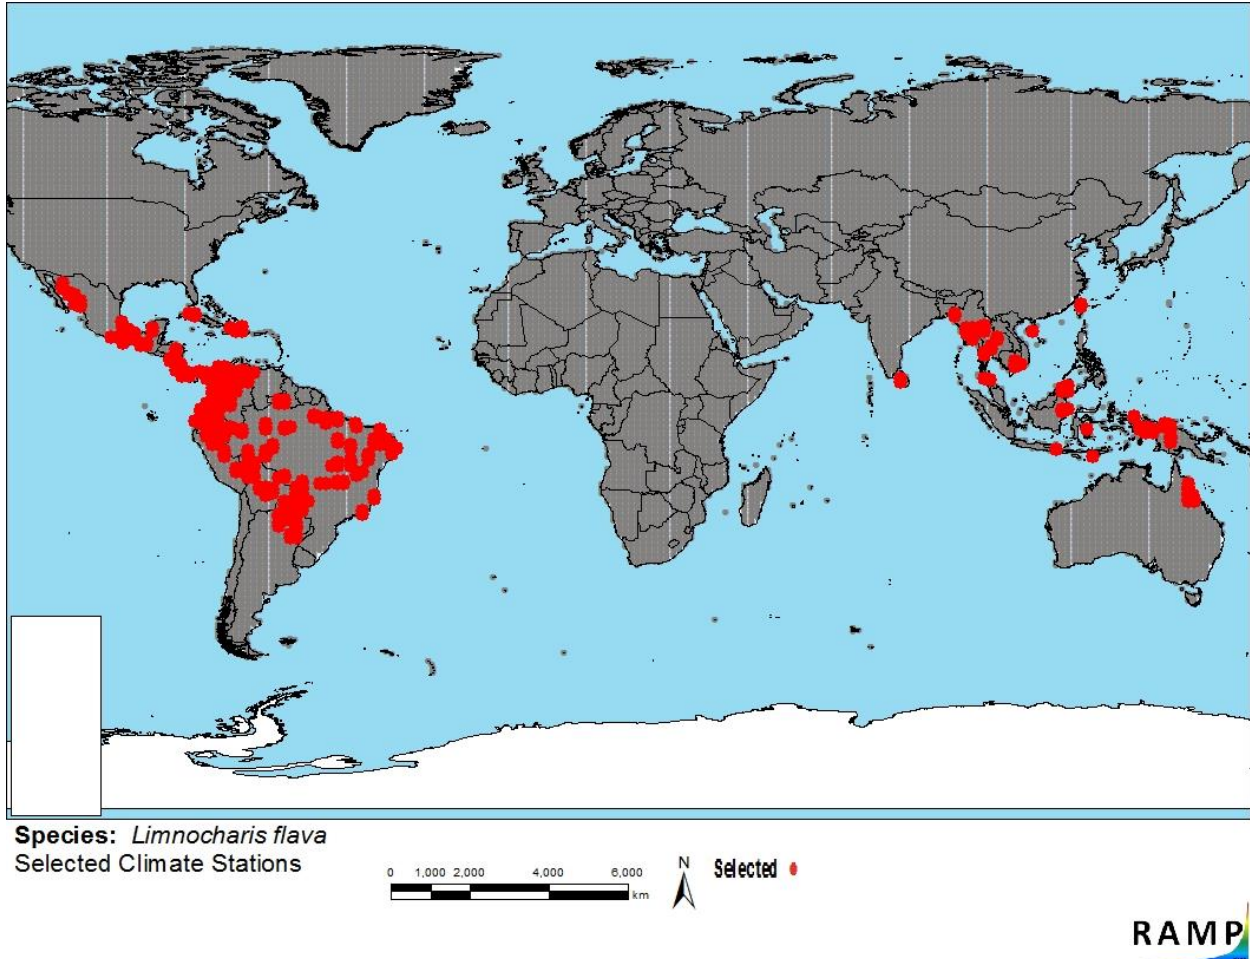 Species: Limnocharis flava
Selected Climate Stations
0 1,000 2,000 4,000 6,000
km
N
Selected
RAMP